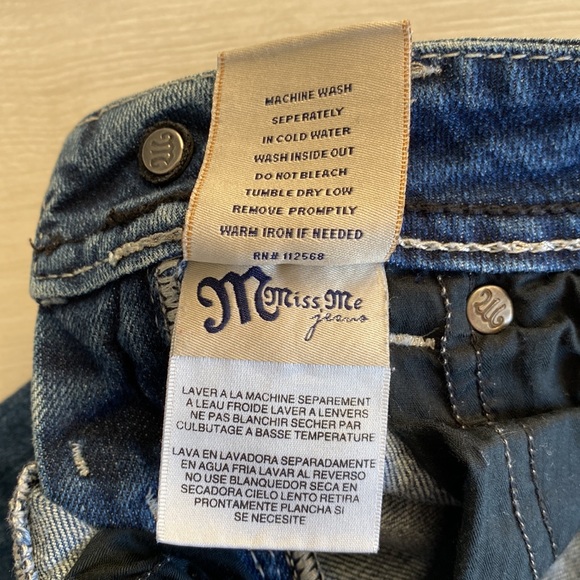 MACHINE WASH
SEPERATELY
IN COLD WATER
WASH INSIDE OUT
DO NOT BLEACH
TUMBLE DRY LOW
REMOVE PROMPTLY
WARM IRON IF NEEDED
RN# 112568
M Miss Me
jeans
LAVER A LA MACHINE SEPAREMENT
A LEAU FROIDE LAVER A LENVERS
NE PAS BLANCHIR SECHER PAR
CULBUTAGE A BASSE TEMPERATURE
LAVA EN LAVADORA SEPARADAMENTE
EN AGUA FRIA LAVAR AL REVERSO
NO USE BLANQUEDOR SECA EN
SECADORA CIELO LENTO RETIRA
PRONTAMENTE PLANCHA SI
SE NECESITE